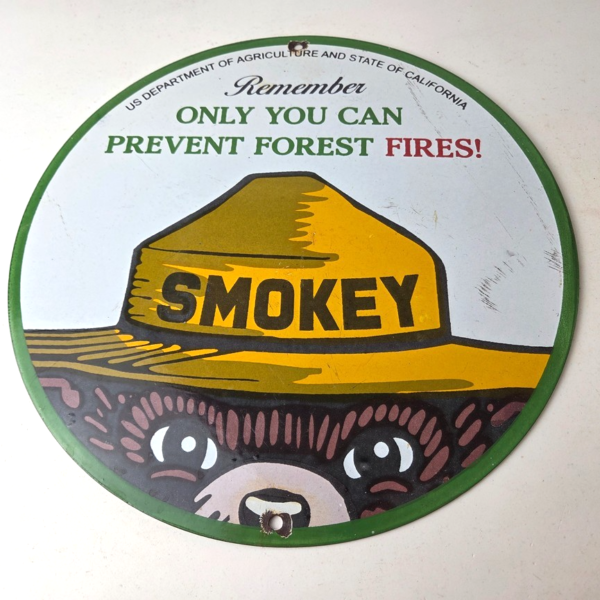 US DEPARTMENT OF AGRICULTURE AND STATE OF CALIFORNIA
Remember
ONLY YOU CAN
PREVENT FOREST FIRES!
SMOKEY